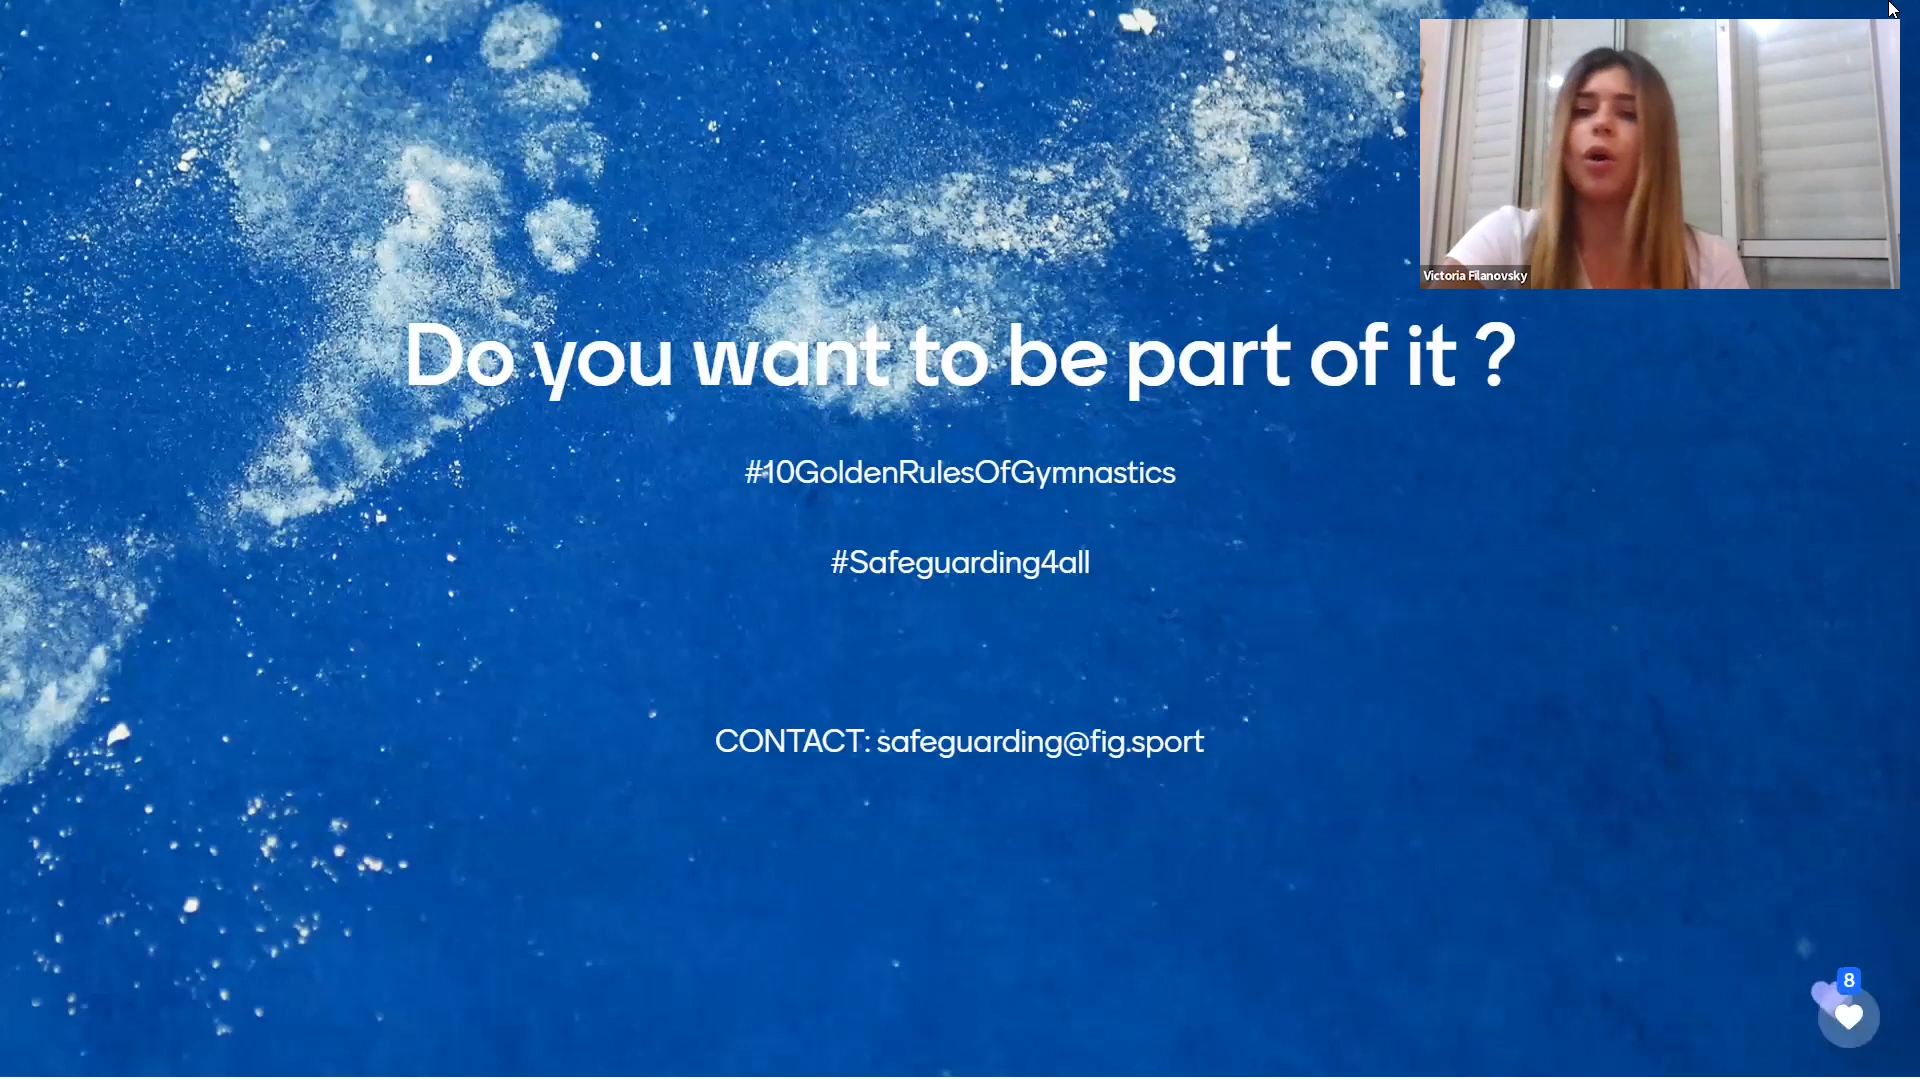 Victoria Filanovsky
Do you want to be part of it ?
#10GoldenRulesOfGymnastics
#Safeguarding4all
CONTACT: safeguarding@fig.sport
8